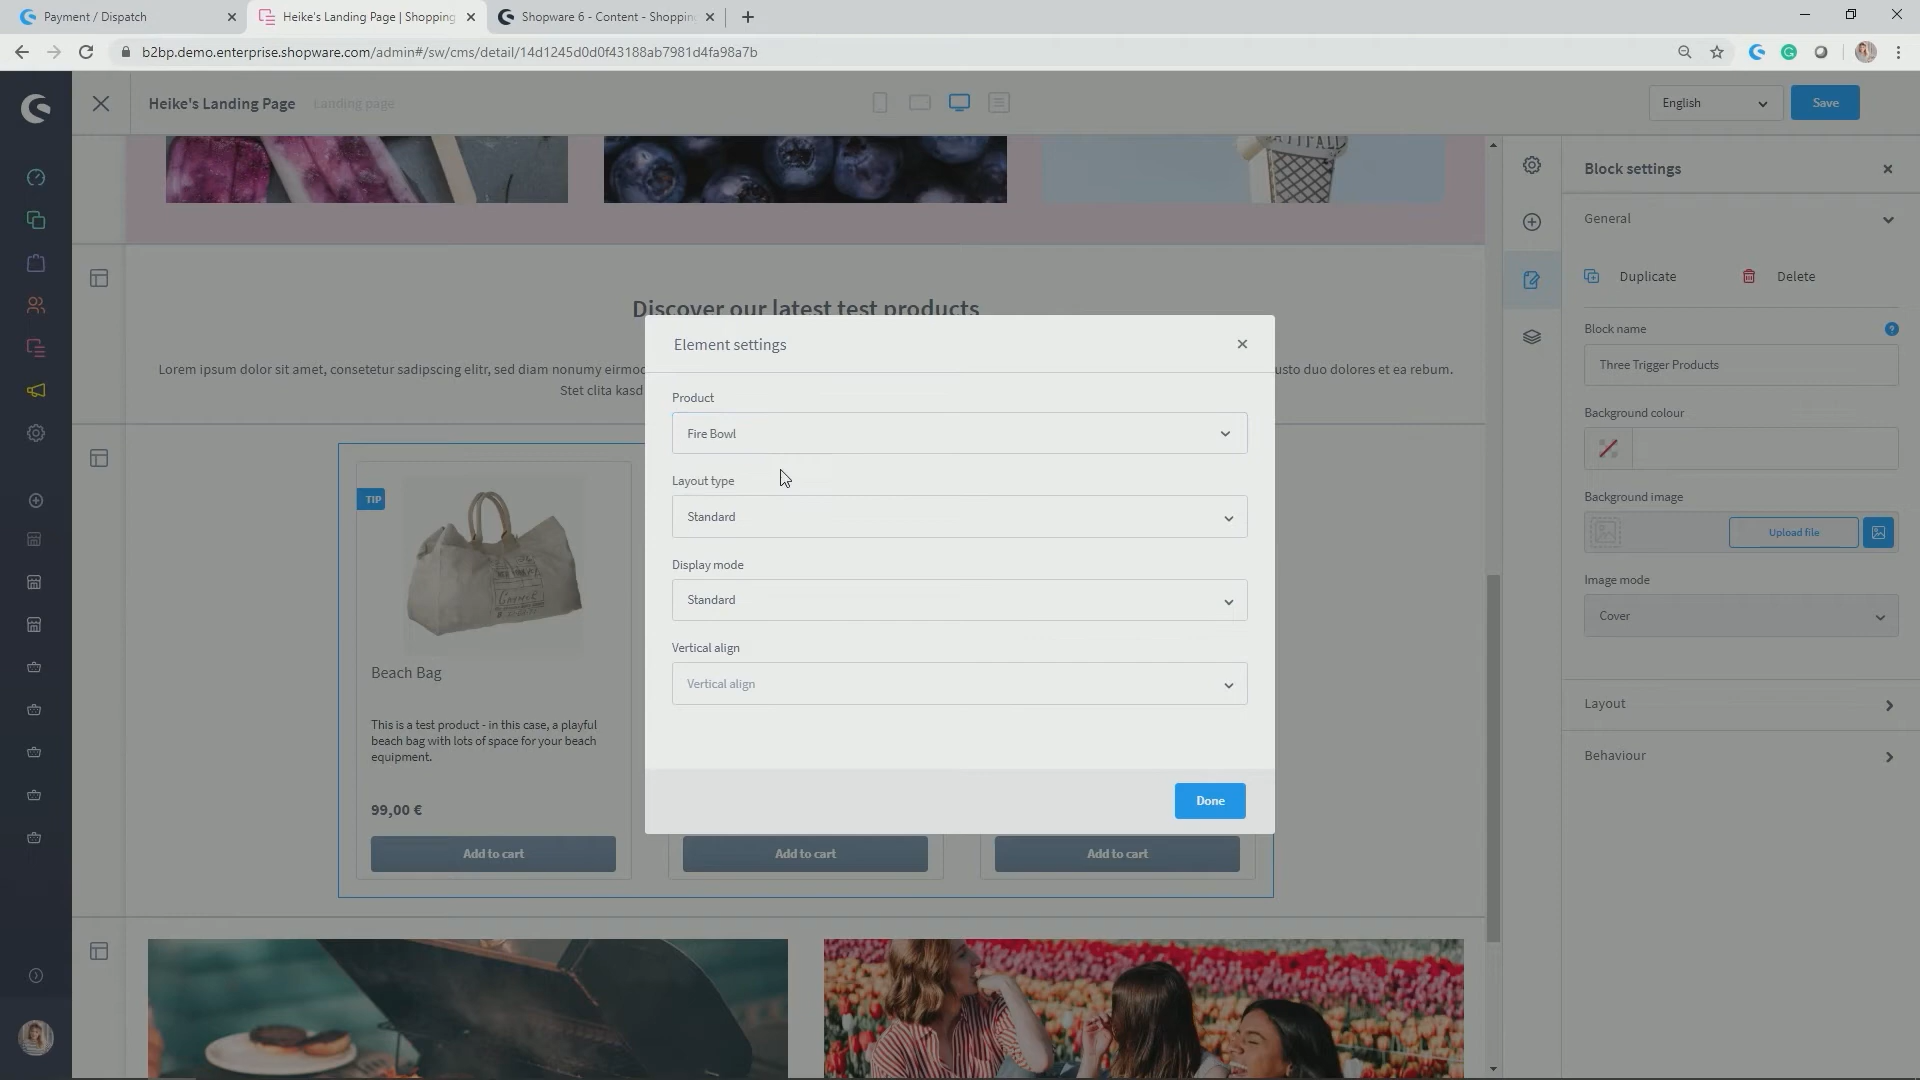 Payment / Dispatch
Heike's Landing Page | Shopping
Shopware 6 - Content - Shoppin
b2bp.demo.enterprise.shopware.com/admin#/sw/cms/detail/14d1245d0d0f43188ab7981d4fa98a7b
Heike's Landing Page
Landing page
English
Save
Block settings
General
Duplicate
Delete
Block name
Three Trigger Products
Background colour
Background image
Upload file
Image mode
Cover
Layout
Behaviour
Discover our latest test products
Lorem ipsum dolor sit amet, consetetur sadipscing elitr, sed diam nonumy eirmod
usto duo dolores et ea rebum.
Stet clita kasd
Element settings
Product
Fire Bowl
Layout type
Standard
Display mode
Standard
Vertical align
Vertical align
Done
TIP
Beach Bag
This is a test product - in this case, a playful
beach bag with lots of space for your beach
equipment.
99,00 €
Add to cart
Add to cart
Add to cart